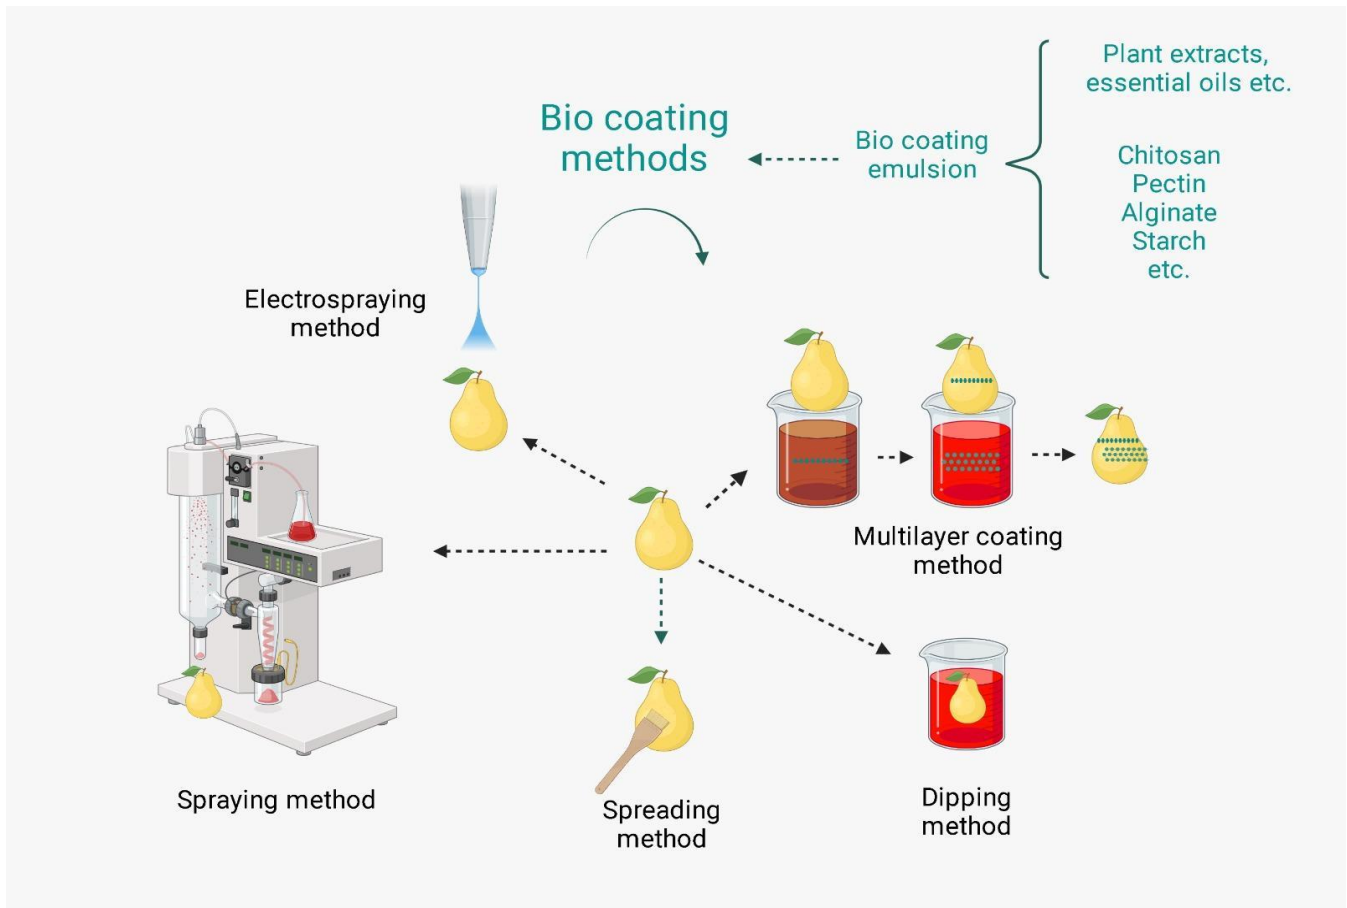 Plant extracts,
essential oils etc.
Bio coating
methods
Bio coating
emulsion
Chitosan
Pectin
Alginate
Starch
etc.
Electrospraying
method
Multilayer coating
method
Spraying method
Spreading
method
Dipping
method